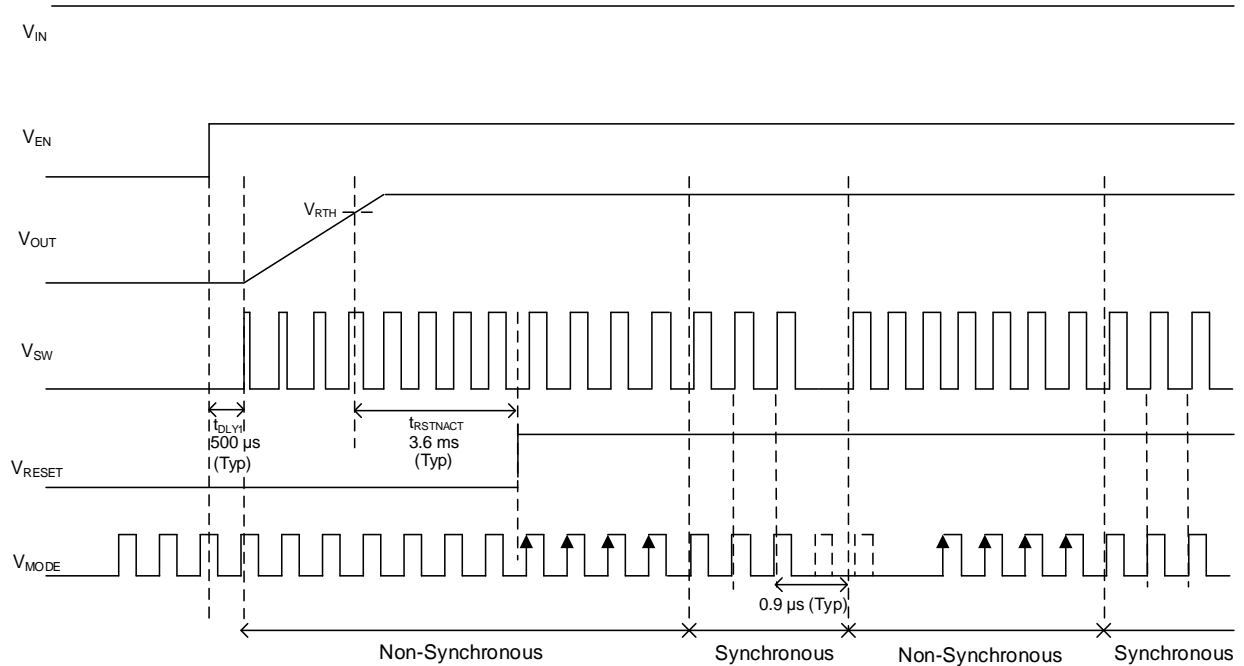 VIN
VEN
VRTH
VOUT
VSW
tDLY1
500 µs
(Typ)
tRSTNACT
3.6 ms
(Typ)
VRESET
VMODE
0.9 µs (Typ)
Non-Synchronous
Synchronous
Non-Synchronous
Synchronous